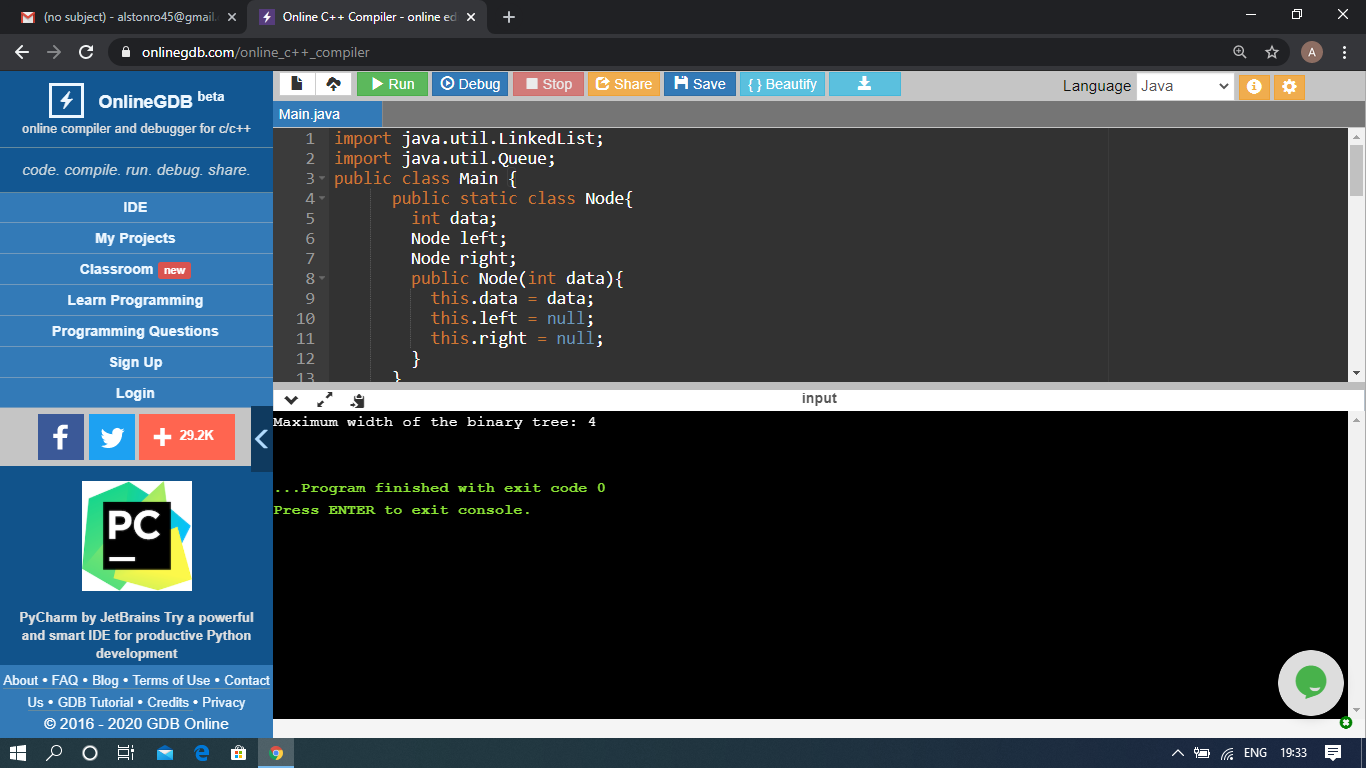 (no subject) - alstonro45@gmail.
Online C++ Compiler - online ed
onlinegdb.com/online_c++_compiler
A
OnlineGDB beta
online compiler and debugger for c/c++
code. compile. run. debug. share.
IDE
My Projects
Classroom new
Learn Programming
Programming Questions
Sign Up
Login
f
+ 29.2K
PC
PyCharm by JetBrains Try a powerful
and smart IDE for productive Python
development
About • FAQ • Blog • Terms of Use • Contact
Us • GDB Tutorial • Credits • Privacy
© 2016 - 2020 GDB Online
Run Debug Stop Share Save { } Beautify
Language Java
Main.java
1 import java.util.LinkedList;
2 import java.util.Queue;
3 public class Main {
4 public static class Node{
5 int data;
6 Node left;
7 Node right;
8 public Node(int data){
9 this.data = data;
10 this.left = null;
11 this.right = null;
12 }
13 }
input
Maximum width of the binary tree: 4
...Program finished with exit code 0
Press ENTER to exit console.
ENG 19:33